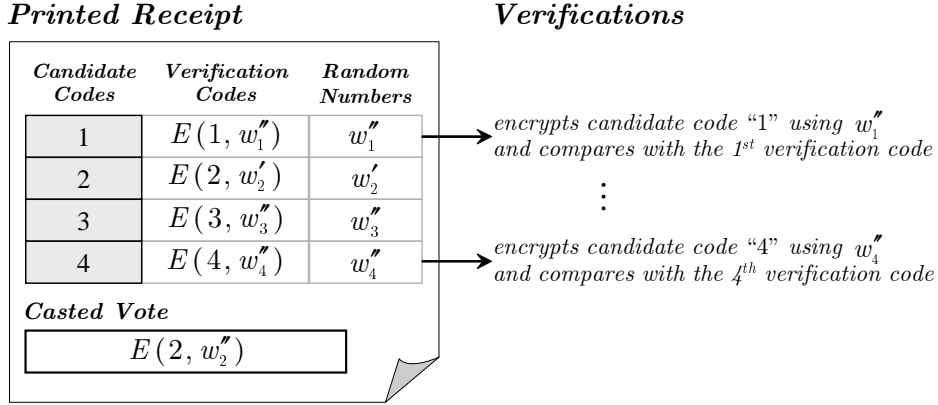 Printed Receipt
Verifications
Candidate Codes
Verification Codes
Random Numbers
1 E(1, w₁″) w₁″
2 E(2, w₂′) w₂′
3 E(3, w₃″) w₃″
4 E(4, w₄″) w₄″
encrypts candidate code “1” using w₁″
and compares with the 1ˢᵗ verification code
⋮
encrypts candidate code “4” using w₄″
and compares with the 4ᵗʰ verification code
Casted Vote
E(2, w₂″)